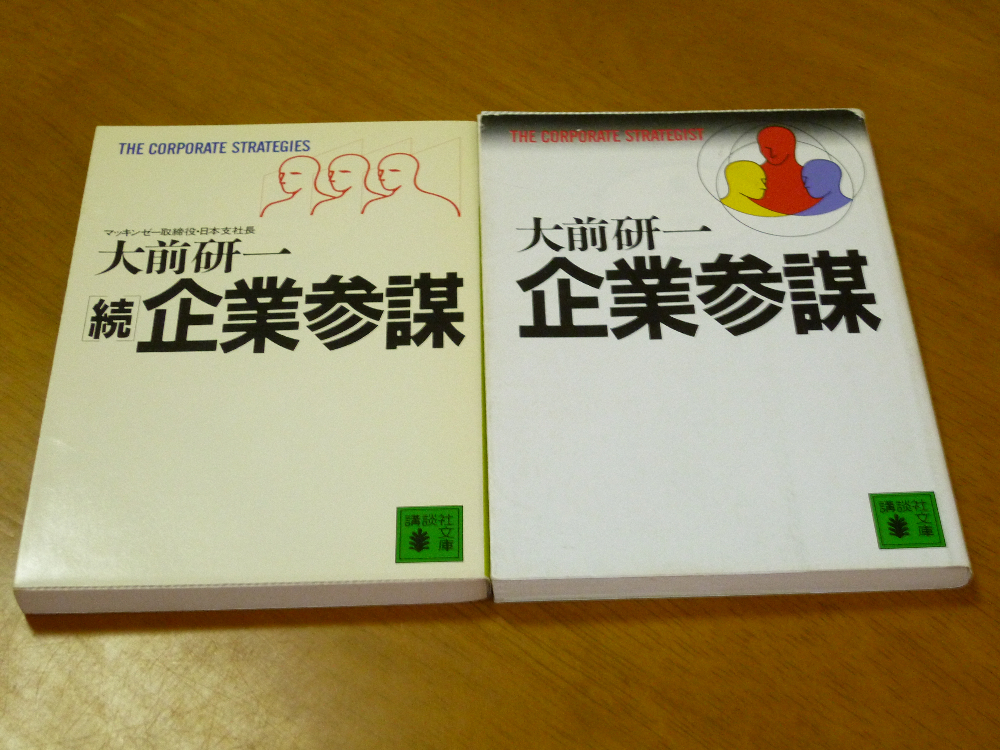 THE CORPORATE STRATEGIES
マッキンゼー取締役・日本支社長
大前研一
続 企業参謀
講談社
文庫
THE CORPORATE STRATEGIST
大前研一
企業参謀
講談社
文庫